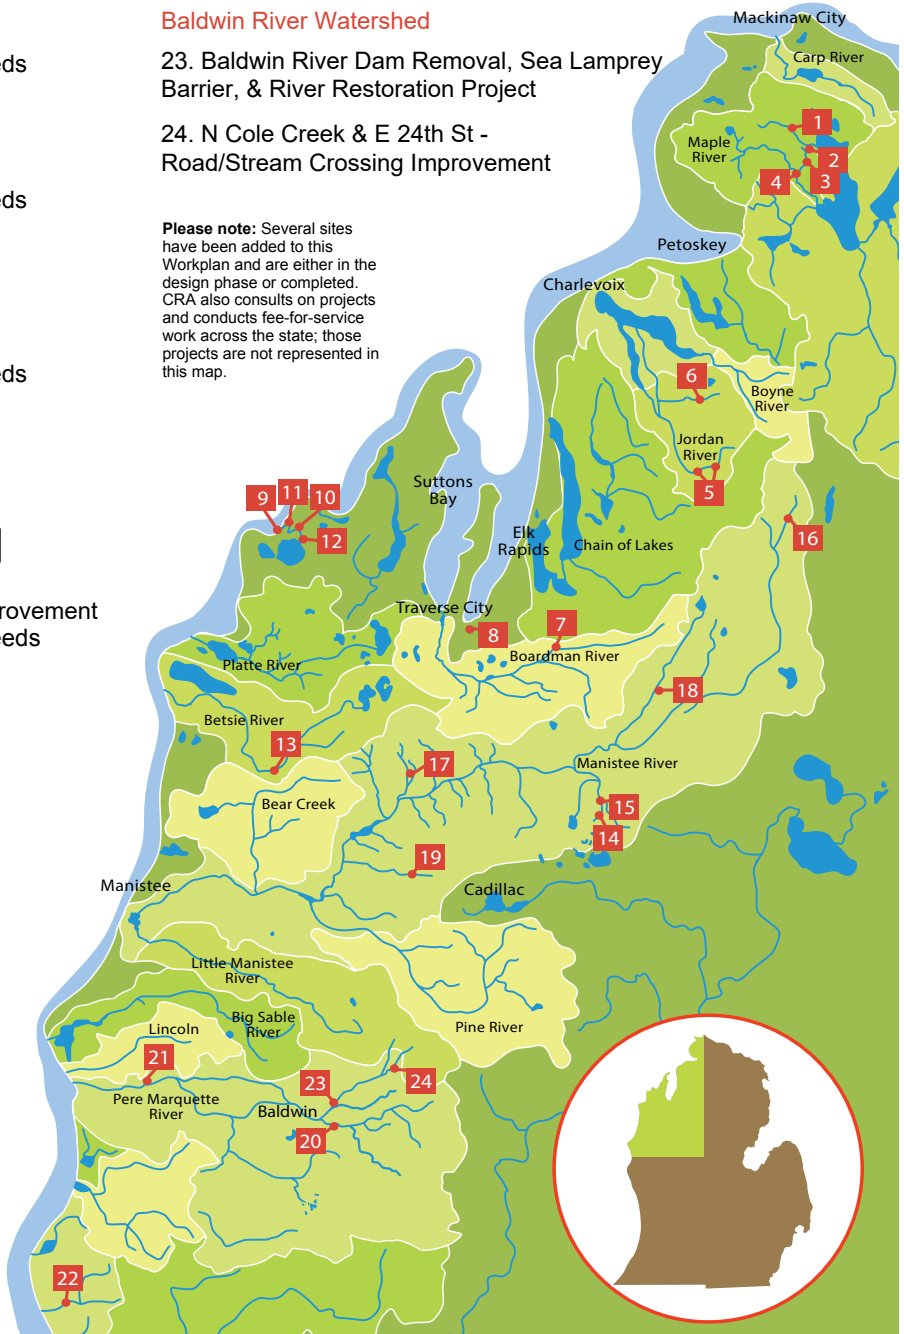 eds
eds
eds
rovement
eeds
Baldwin River Watershed
23. Baldwin River Dam Removal, Sea Lamprey
Barrier, & River Restoration Project
24. N Cole Creek & E 24th St -
Road/Stream Crossing Improvement
Please note: Several sites
have been added to this
Workplan and are either in the
design phase or completed.
CRA also consults on projects
and conducts fee-for-service
work across the state; those
projects are not represented in
this map.
Mackinaw City
Carp River
1
Maple
River
2
4
3
Petoskey
Charlevoix
6
Boyne
River
Jordan
River
5
Suttons
Bay
9
11
10
12
Elk
Rapids
Chain of Lakes
16
Traverse City
8
7
Boardman River
Platte River
18
Betsie River
13
17
Manistee River
Bear Creek
15
14
19
Manistee
Cadillac
Little Manistee
River
Big Sable
River
Lincoln
Pine River
21
23
24
Pere Marquette
River
Baldwin
20
22